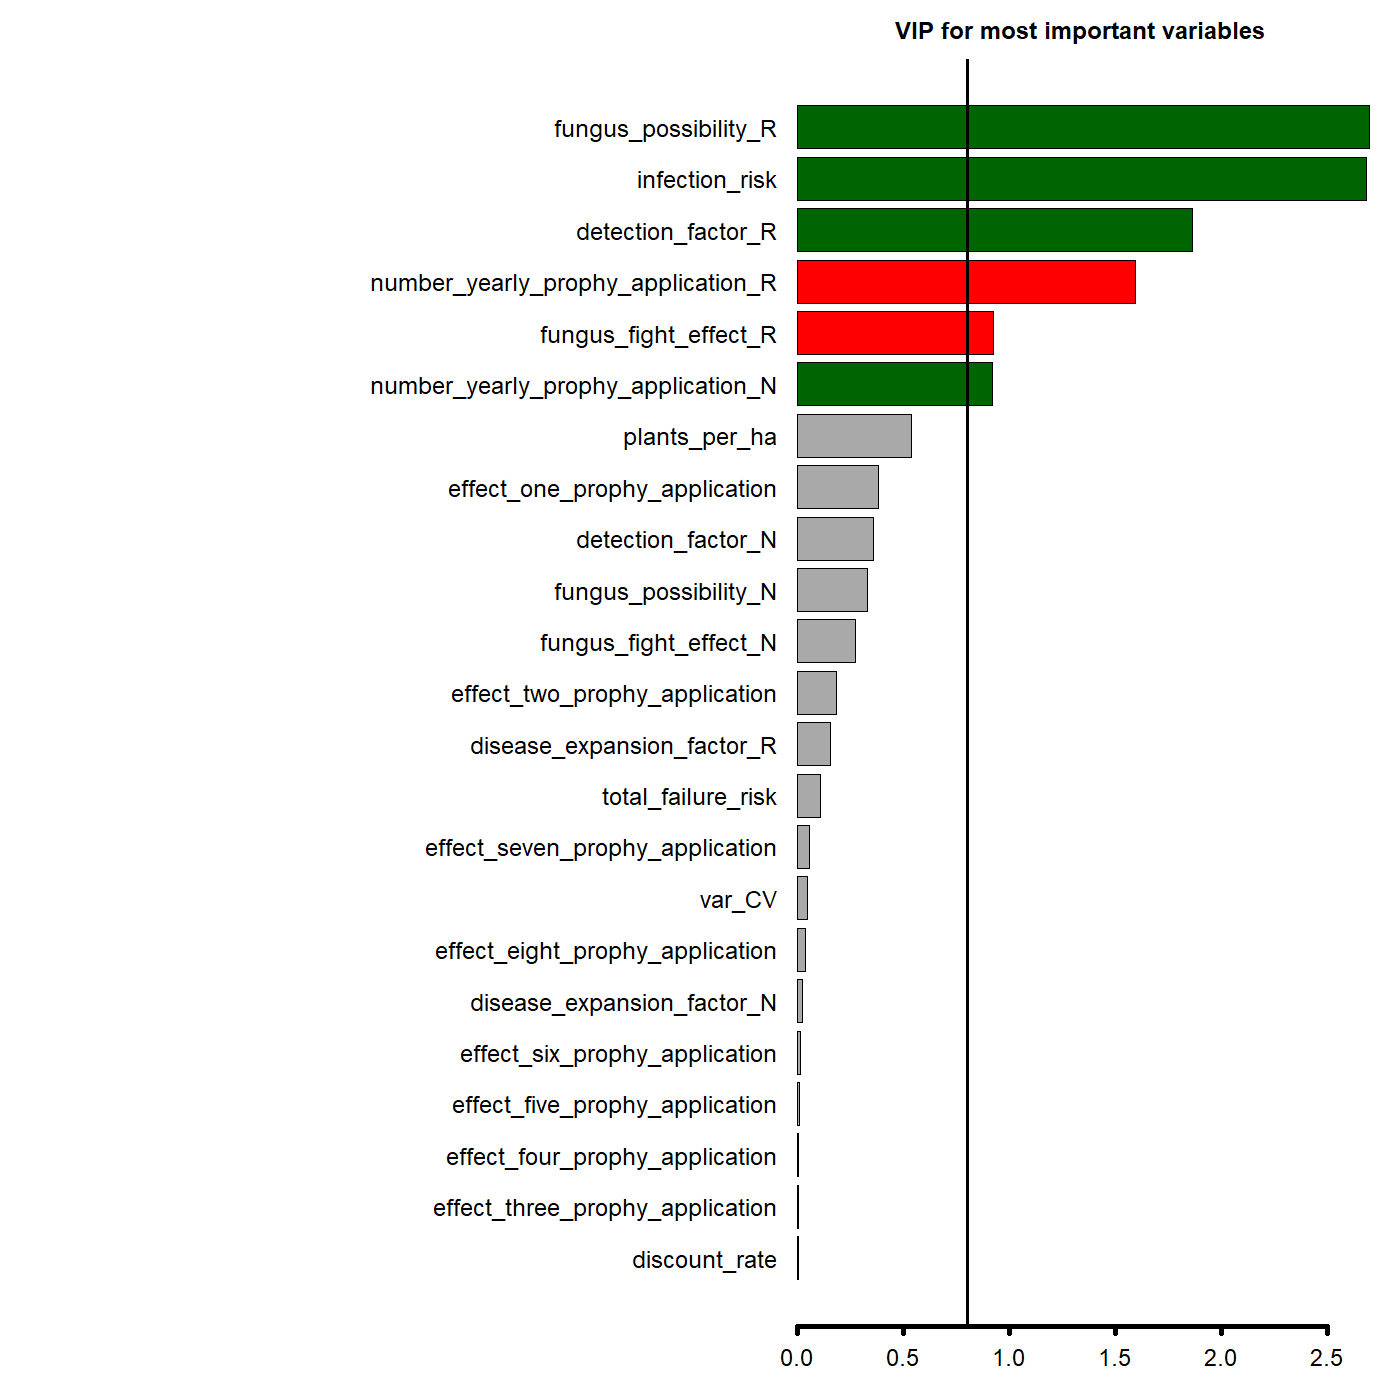 VIP for most important variables
fungus_possibility_R
infection_risk
detection_factor_R
number_yearly_prophy_application_R
fungus_fight_effect_R
number_yearly_prophy_application_N
plants_per_ha
effect_one_prophy_application
detection_factor_N
fungus_possibility_N
fungus_fight_effect_N
effect_two_prophy_application
disease_expansion_factor_R
total_failure_risk
effect_seven_prophy_application
var_CV
effect_eight_prophy_application
disease_expansion_factor_N
effect_six_prophy_application
effect_five_prophy_application
effect_four_prophy_application
effect_three_prophy_application
discount_rate
0.0 0.5 1.0 1.5 2.0 2.5